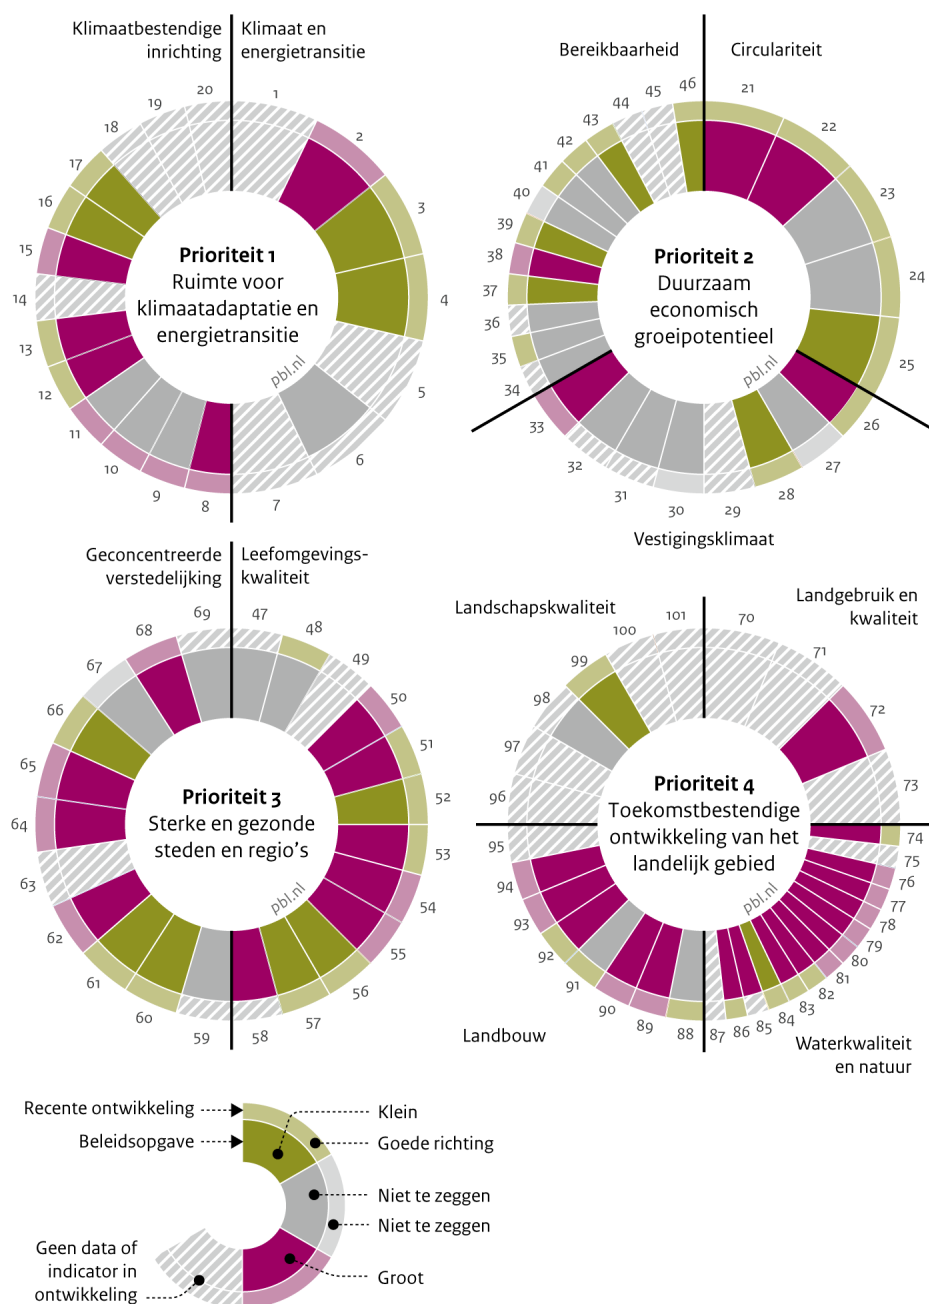 Klimaatbestendige
inrichting
Klimaat en
energietransitie
20
19
18
17
16
15
14
13
12
11
10
9
8
1
2
3
4
5
6
7
Prioriteit 1
Ruimte voor
klimaatadaptatie en
energietransitie
pbl.nl
Bereikbaarheid
Circulariteit
46
45
44
43
42
41
40
39
38
37
36
35
34
33
32
31
30
29
28
27
26
25
24
23
22
21
Prioriteit 2
Duurzaam
economisch
groeipotentieel
pbl.nl
Vestigingsklimaat
Geconcentreerde
verstedelijking
Leefomgevings-
kwaliteit
69
68
67
66
65
64
63
62
61
60
59
47
48
49
50
51
52
53
54
55
56
57
58
Prioriteit 3
Sterke en gezonde
steden en regio's
pbl.nl
Landschapskwaliteit
Landgebruik en
kwaliteit
101
100
99
98
97
96
95
94
93
92
91
90
89
88
70
71
72
73
74
75
76
77
78
79
80
81
82
83
84
85
86
87
Prioriteit 4
Toekomstbestendige
ontwikkeling van het
landelijk gebied
pbl.nl
Landbouw
Waterkwaliteit
en natuur
Recente ontwikkeling
Beleidsopgave
Klein
Goede richting
Niet te zeggen
Niet te zeggen
Groot
Geen data of
indicator in
ontwikkeling